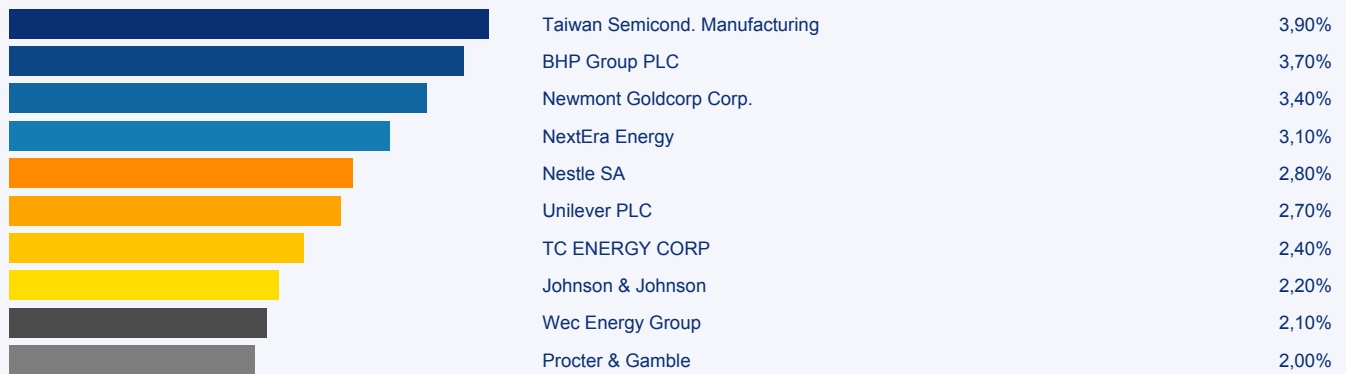 Taiwan Semicond. Manufacturing 3,90%
BHP Group PLC 3,70%
Newmont Goldcorp Corp. 3,40%
NextEra Energy 3,10%
Nestle SA 2,80%
Unilever PLC 2,70%
TC ENERGY CORP 2,40%
Johnson & Johnson 2,20%
Wec Energy Group 2,10%
Procter & Gamble 2,00%